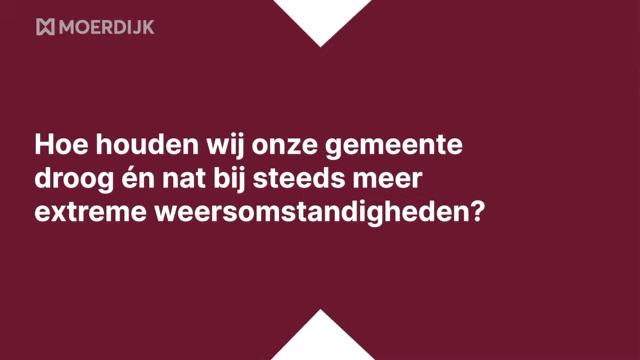 MOERDIJK
Hoe houden wij onze gemeente
droog én nat bij steeds meer
extreme weersomstandigheden?